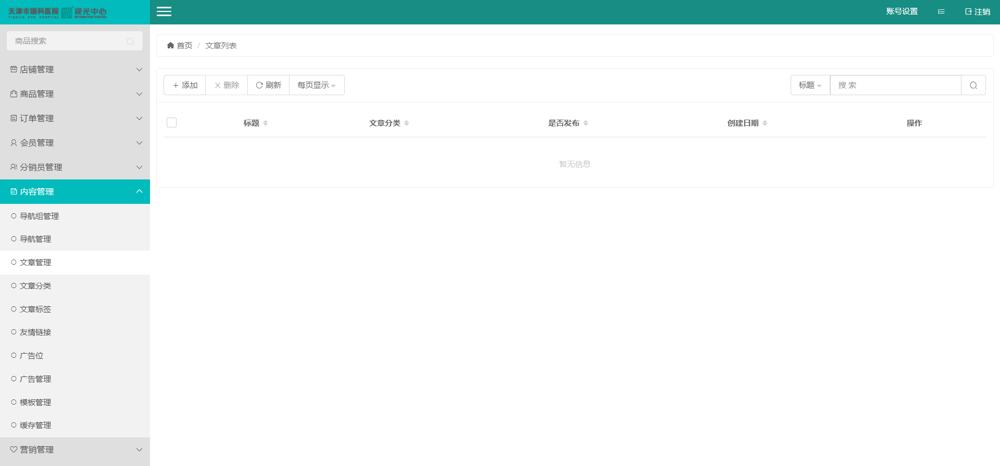 天津市眼科医院 视光中心
TIANJIN EYE HOSPITAL OPTOMETRIC CENTER
账号设置 注销
商品搜索
首页 / 文章列表
店铺管理
商品管理
订单管理
会员管理
分销员管理
内容管理
导航组管理
导航管理
文章管理
文章分类
文章标签
友情链接
广告位
广告管理
模板管理
缓存管理
营销管理
添加 删除 刷新 每页显示 标题 搜 索
标题 文章分类 是否发布 创建日期 操作
暂无信息